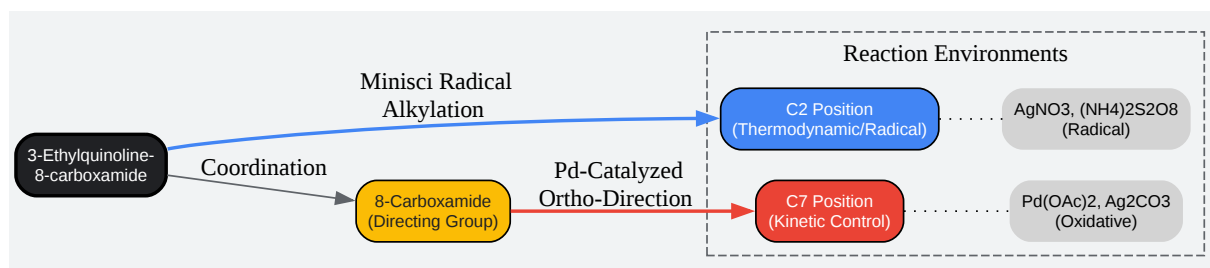 Reaction Environments
Minisci Radical
Alkylation
C2 Position
(Thermodynamic/Radical)
AgNO3, (NH4)2S2O8
(Radical)
3-Ethylquinoline-
8-carboxamide
Coordination
8-Carboxamide
(Directing Group)
Pd-Catalyzed
Ortho-Direction
C7 Position
(Kinetic Control)
Pd(OAc)2, Ag2CO3
(Oxidative)